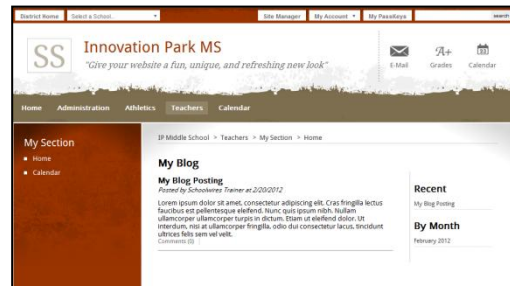 District Home Select a School... Site Manager My Account My PassKeys search
SS
Innovation Park MS
"Give your website a fun, unique, and refreshing new look"
E-Mail Grades Calendar
A+
Home Administration Athletics Teachers Calendar
My Section
Home
Calendar
IP Middle School > Teachers > My Section > Home
My Blog
My Blog Posting
Posted by Schoolwires Trainer at 2/20/2012
Lorem ipsum dolor sit amet, consectetur adipiscing elit. Cras fringilla lectus
faucibus est pellentesque eleifend. Nunc quis ipsum nibh. Nullam
ullamcorper ullamcorper turpis in dictum. Etiam ut eleifend dolor. Ut
interdum, nisi at ullamcorper fringilla, odio dui consectetur lacus, tincidunt
ultrices felis sem vel velit.
Comments (0)
Recent
My Blog Posting
By Month
February 2012